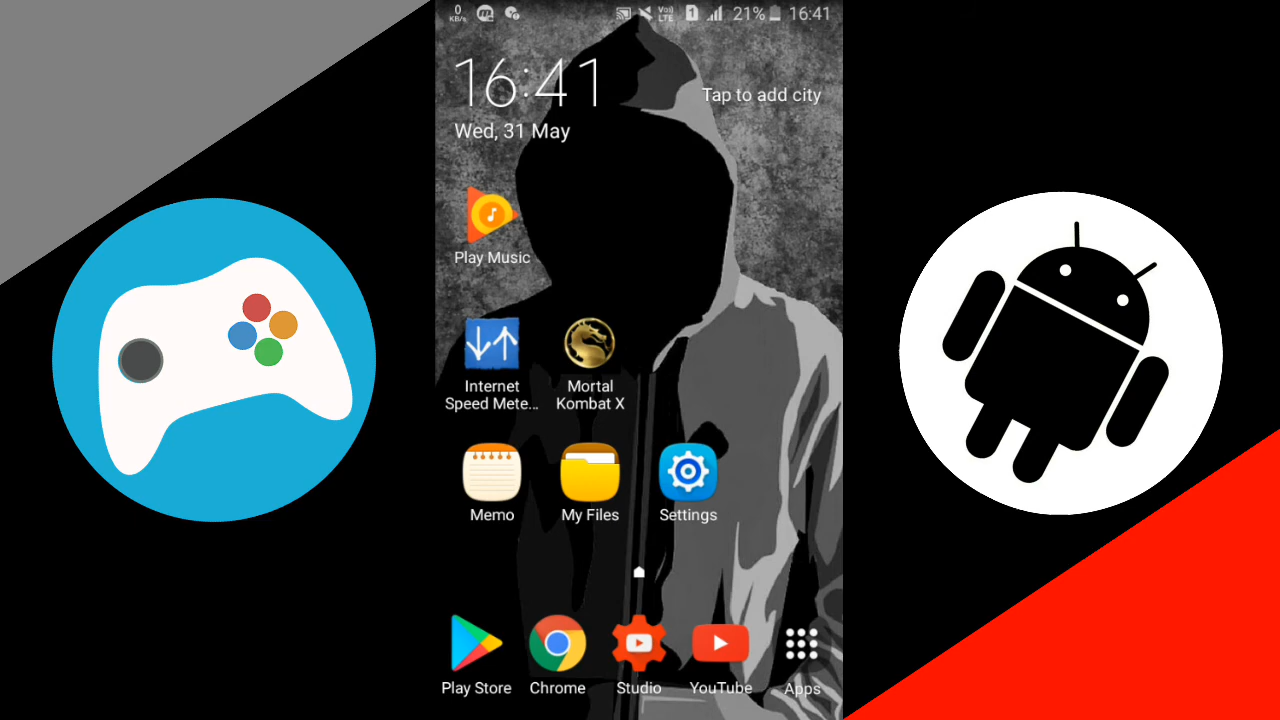 0
KB/s
Vo))
LTE
1
21%
16:41
16:41
Tap to add city
Wed, 31 May
Play Music
Internet
Speed Mete...
Mortal
Kombat X
Memo
My Files
Settings
Play Store
Chrome
Studio
YouTube
Apps